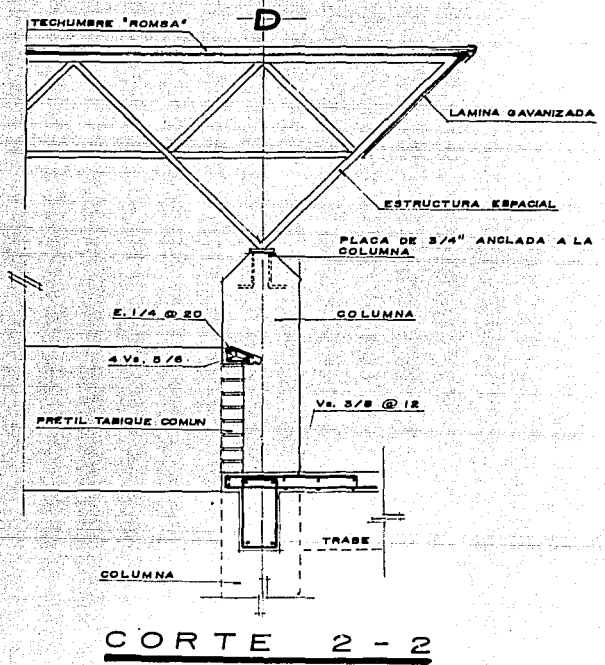 TECHUMBRE "ROMSA"
D
LAMINA GAVANIZADA
ESTRUCTURA ESPACIAL
PLACA DE 3/4" ANCLADA A LA
COLUMNA
E. 1/4 @ 20
COLUMNA
4 Vs. 5/6
Vs. 3/8 @ 12
PRETIL TABIQUE COMUN
TRABE
COLUMNA
CORTE 2-2